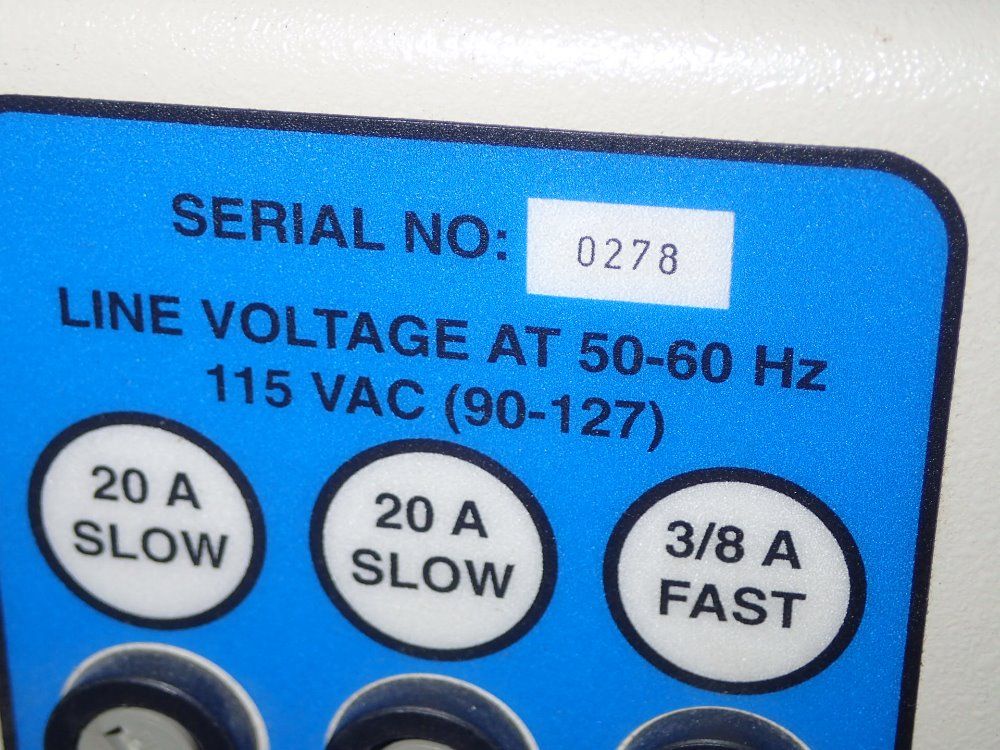 SERIAL NO: 0278
LINE VOLTAGE AT 50-60 Hz
115 VAC (90-127)
20 A
SLOW
20 A
SLOW
3/8 A
FAST